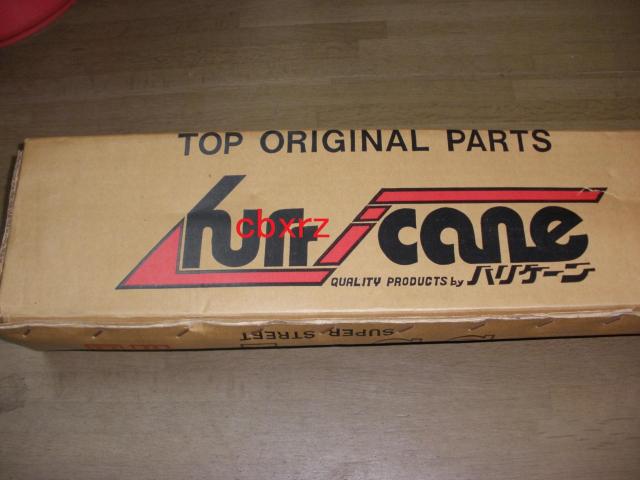 TOP ORIGINAL PARTS
hurricane
cbxrz
QUALITY PRODUCTS by ハリケーン
SUPER STREET